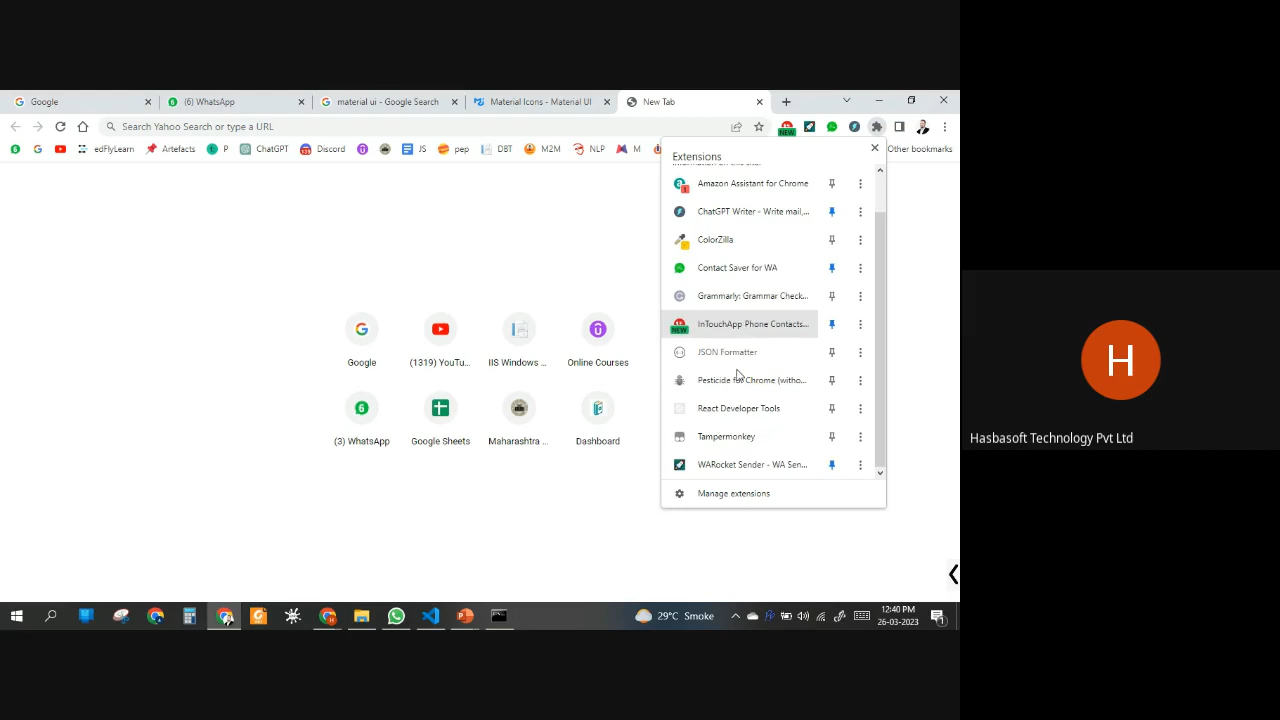 Google
(6) WhatsApp
material ui - Google Search
Material Icons - Material UI
New Tab
Search Yahoo Search or type a URL
NEW
edFlyLearn
Artefacts
P
ChatGPT
Discord
JS
pep
DBT
M2M
NLP
M
Other bookmarks
Extensions
Amazon Assistant for Chrome
ChatGPT Writer - Write mail,...
ColorZilla
Contact Saver for WA
Grammarly: Grammar Check...
NEW
InTouchApp Phone Contacts...
JSON Formatter
Pesticide for Chrome (witho...
React Developer Tools
Tampermonkey
WARocket Sender - WA Sen...
Manage extensions
Google
(1319) YouTu...
IIS Windows ...
Online Courses
(3) WhatsApp
Google Sheets
Maharashtra ...
Dashboard
H
Hasbasoft Technology Pvt Ltd
29°C Smoke
12:40 PM
26-03-2023